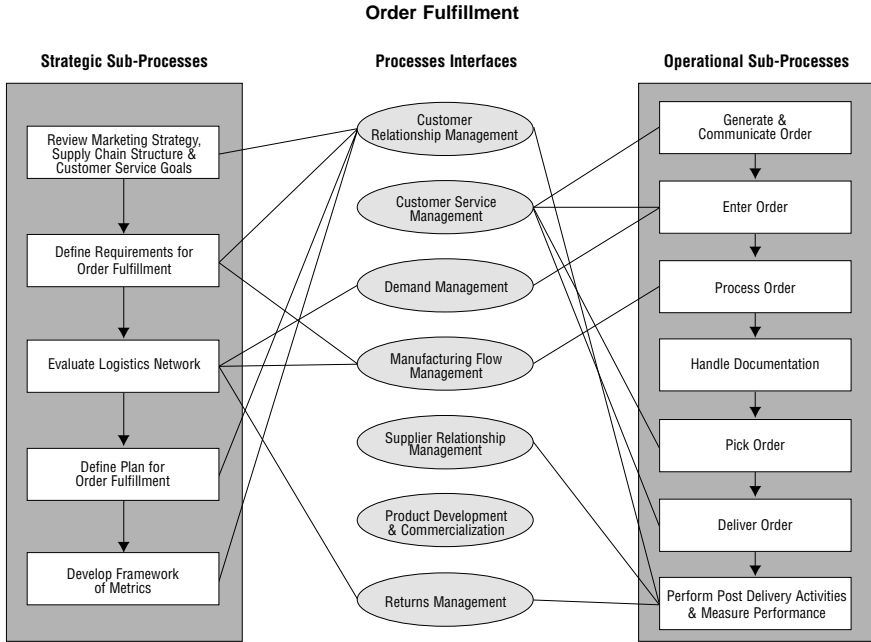 Order Fulfillment
Strategic Sub-Processes
Review Marketing Strategy,
Supply Chain Structure &
Customer Service Goals
Define Requirements for
Order Fulfillment
Evaluate Logistics Network
Define Plan for
Order Fulfillment
Develop Framework
of Metrics
Processes Interfaces
Customer
Relationship Management
Customer Service
Management
Demand Management
Manufacturing Flow
Management
Supplier Relationship
Management
Product Development
& Commercialization
Returns Management
Operational Sub-Processes
Generate &
Communicate Order
Enter Order
Process Order
Handle Documentation
Pick Order
Deliver Order
Perform Post Delivery Activities
& Measure Performance